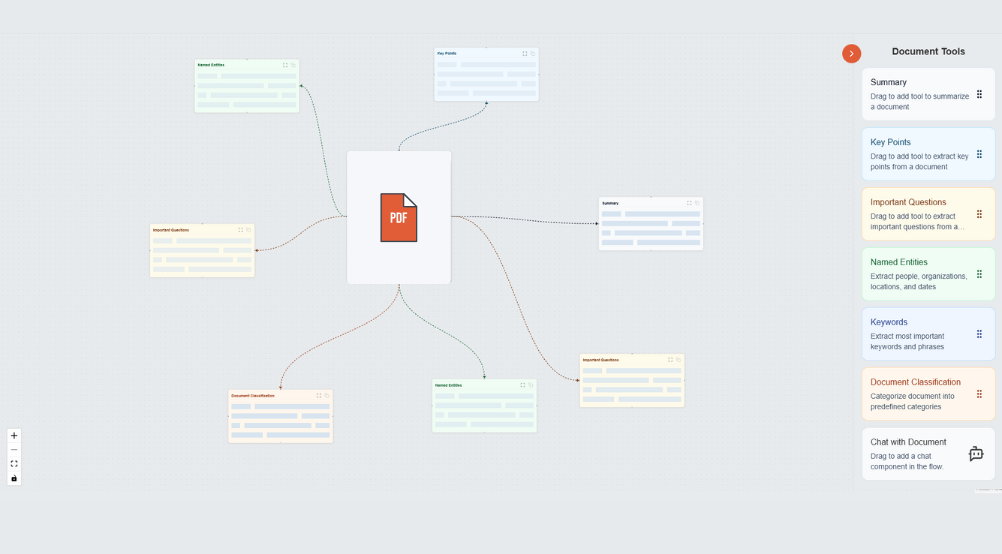 Document Tools
Key Points
Named Entities
Summary
Drag to add tool to summarize
a document
Key Points
Drag to add tool to extract key
points from a document
PDF
Important Questions
Drag to add tool to extract
important questions from a...
Summary
Important Questions
Named Entities
Extract people, organizations,
locations, and dates
Keywords
Extract most important
keywords and phrases
Important Questions
Named Entities
Document Classification
Document Classification
Categorize document into
predefined categories
Chat with Document
Drag to add a chat
component in the flow